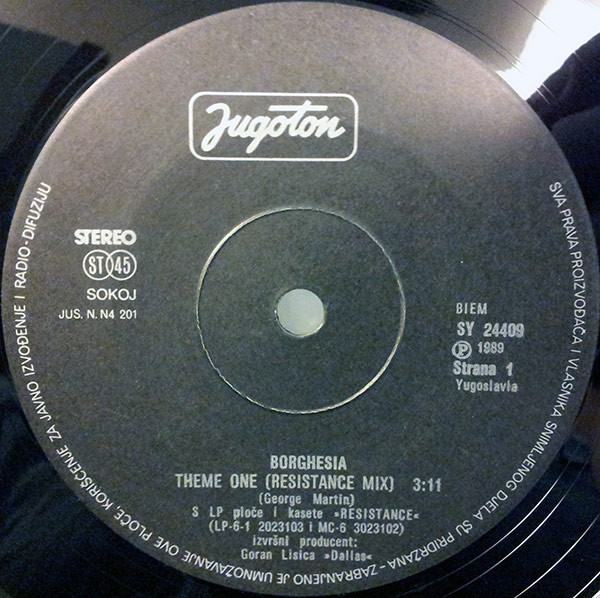 Jugoton
STEREO
ST 45
SOKOJ
JUS. N. N4 201
BIEM
SY 24409
Ⓟ 1989
Strana 1
Yugoslavia
BORGHESIA
THEME ONE (RESISTANCE MIX) 3:11
(George Martin)
S LP ploče i kasete »RESISTANCE«
(LP-6-1 2023103 i MC-6 3023102)
izvršni producent:
Goran Lisica »Dallas«
SVA PRAVA PROIZVOĐAČA I VLASNIKA SNIMLJENOG DJELA SU PRIDRŽANA - ZABRANJENO JE UMNOŽAVANJE OVE PLOČE, KORIŠĆENJE ZA JAVNO IZVOĐENJE I RADIO-DIFUZIJU